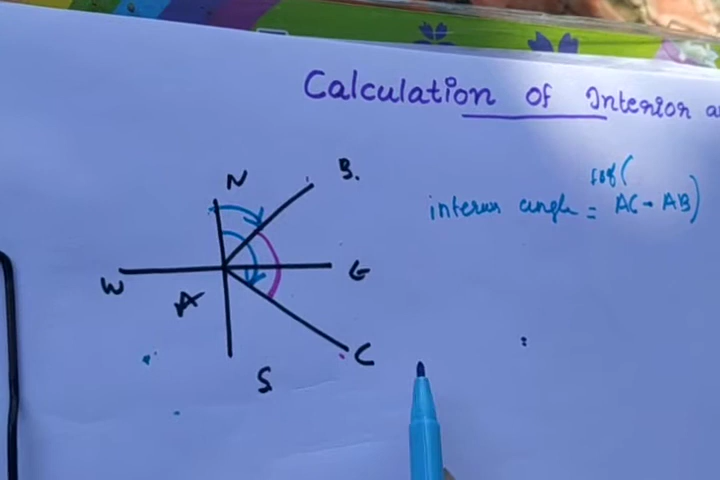 Calculation of Interior a
N
B.
W
E
A
C
S
interior angle = AC - AB)